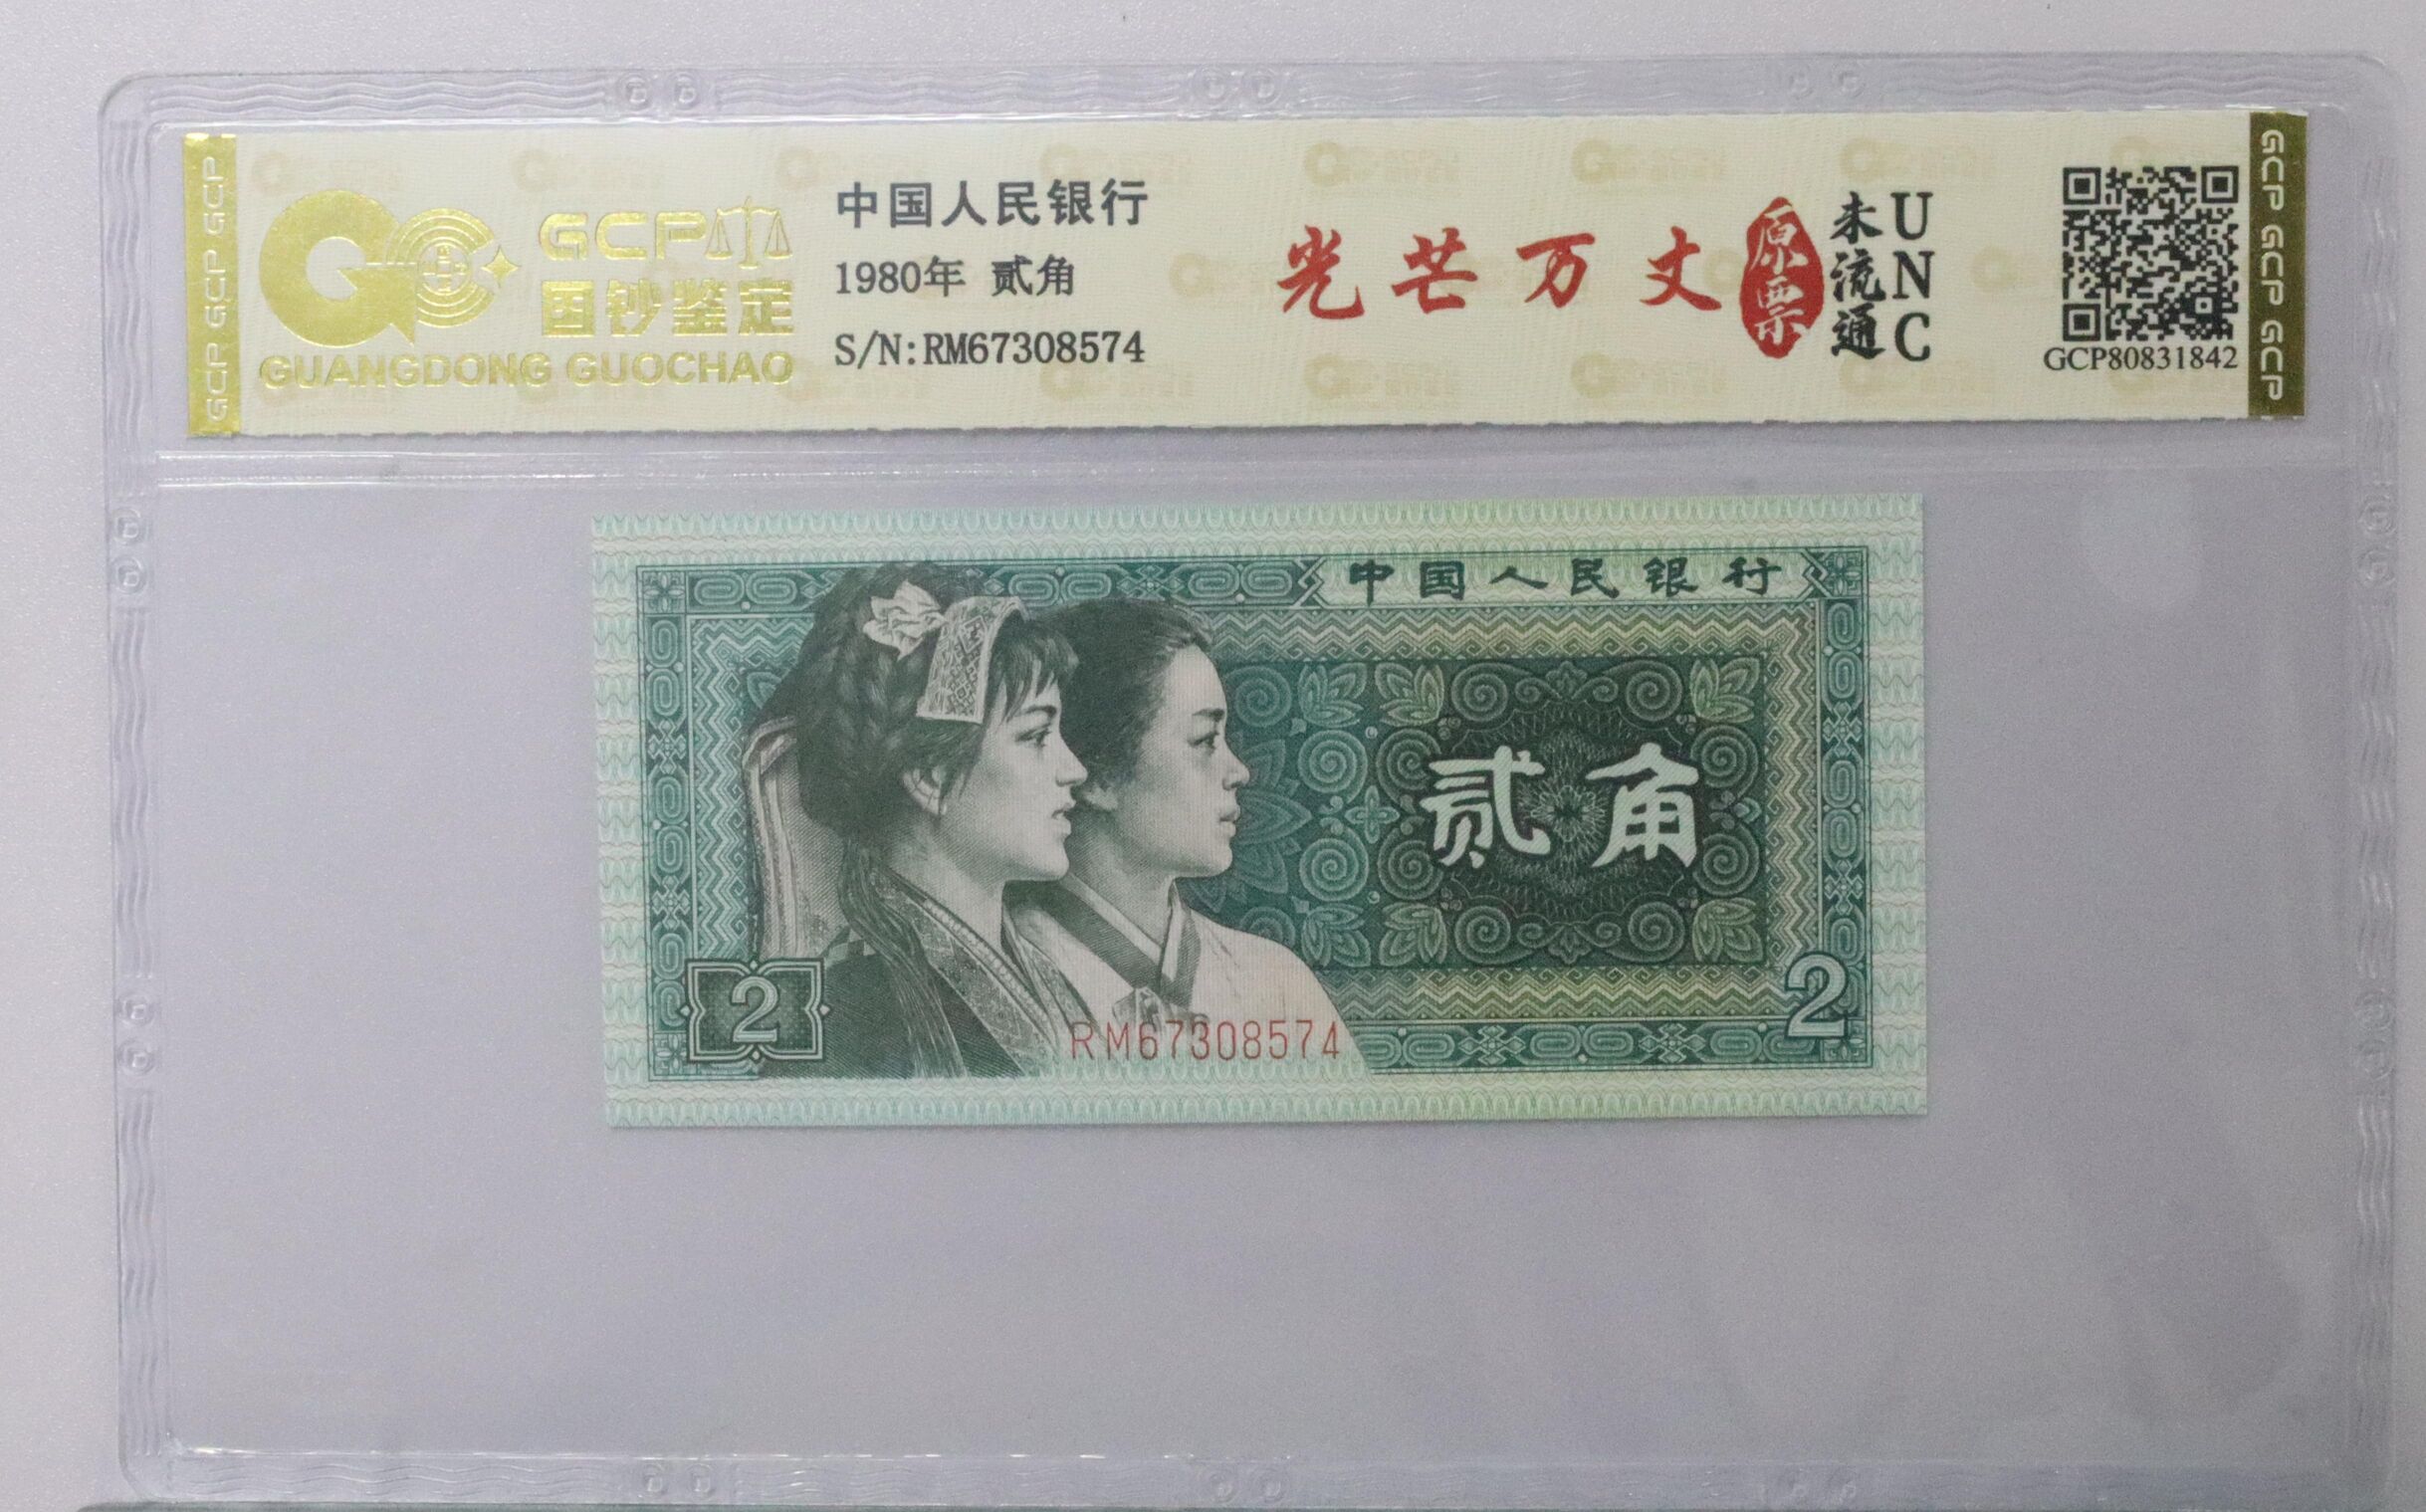 GCP GCP GCP
GCP
国钞鉴定
GUANGDONG GUOCHAO
中国人民银行
1980年 贰角
S/N:RM67308574
光芒万丈
原票
未流通
UNC
GCP80831842
GCP GCP GCP
中国人民银行
贰角
2
RM67308574
2